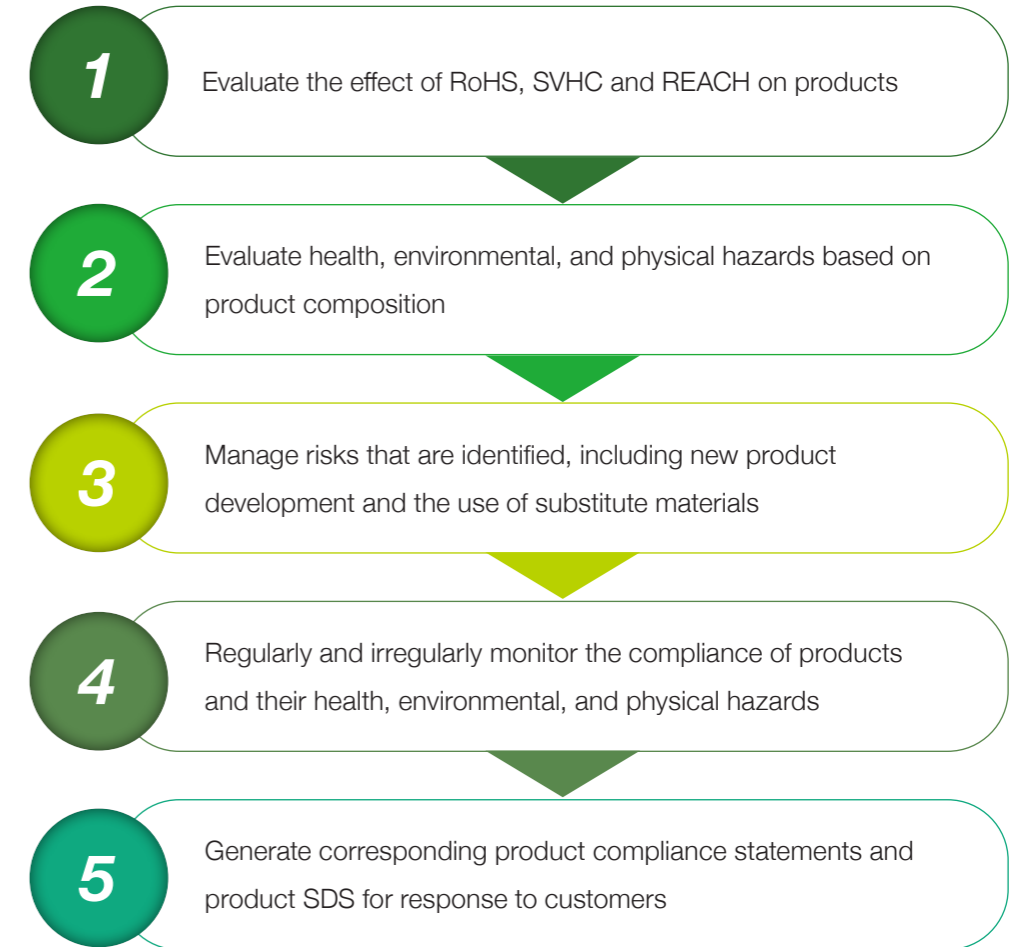 1
Evaluate the effect of RoHS, SVHC and REACH on products
2
Evaluate health, environmental, and physical hazards based on
product composition
3
Manage risks that are identified, including new product
development and the use of substitute materials
4
Regularly and irregularly monitor the compliance of products
and their health, environmental, and physical hazards
5
Generate corresponding product compliance statements and
product SDS for response to customers